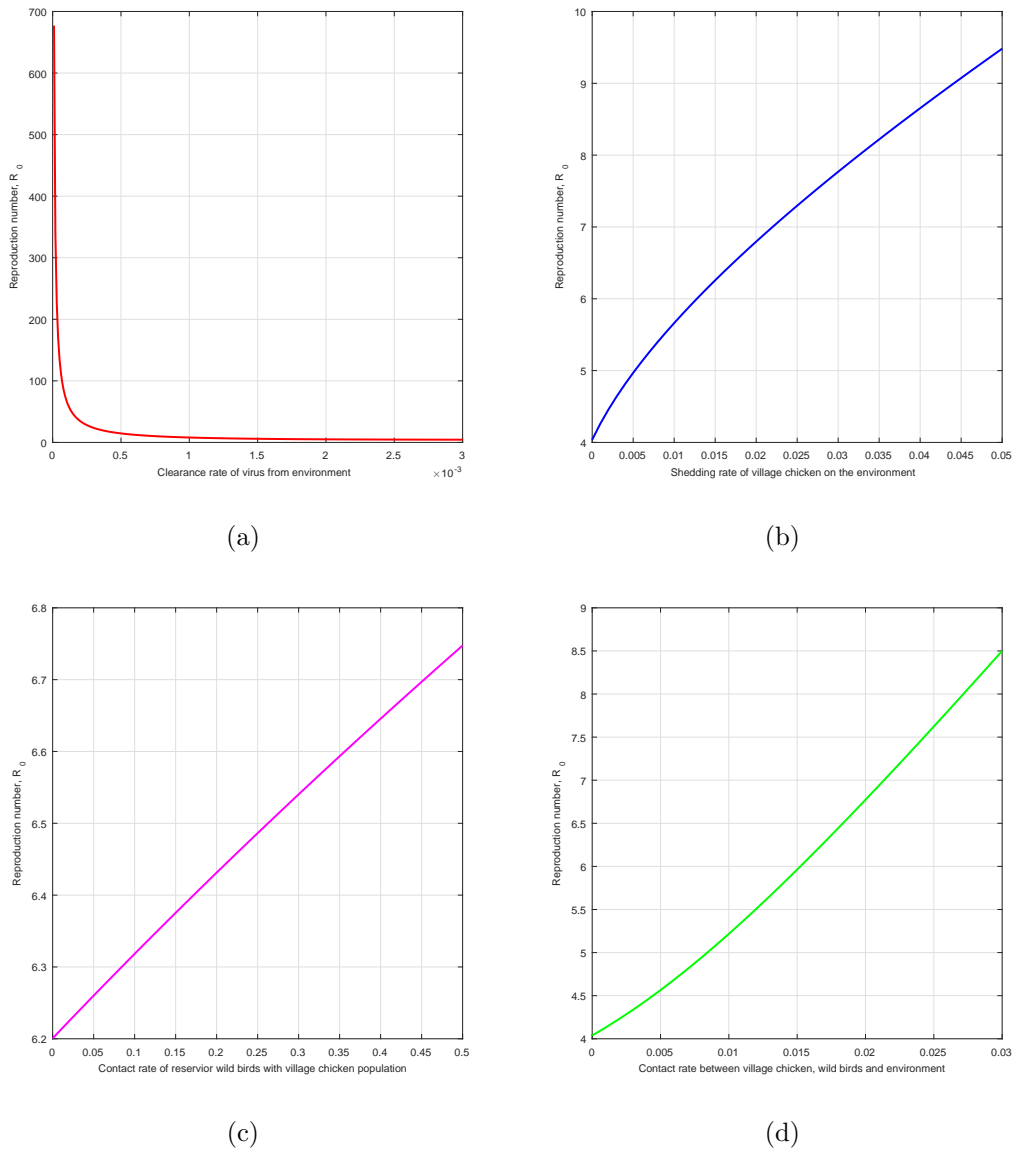 700
600
500
400
300
200
100
0
Reproduction number, R 0
0 0.5 1 1.5 2 2.5 3
Clearance rate of virus from environment
×10-3
(a)
10
9
8
7
6
5
4
Reproduction number, R 0
0 0.005 0.01 0.015 0.02 0.025 0.03 0.035 0.04 0.045 0.05
Shedding rate of village chicken on the environment
(b)
6.8
6.7
6.6
6.5
6.4
6.3
6.2
Reproduction number, R 0
0 0.05 0.1 0.15 0.2 0.25 0.3 0.35 0.4 0.45 0.5
Contact rate of reservior wild birds with village chicken population
(c)
9
8.5
8
7.5
7
6.5
6
5.5
5
4.5
4
Reproduction number, R 0
0 0.005 0.01 0.015 0.02 0.025 0.03
Contact rate between village chicken, wild birds and environment
(d)